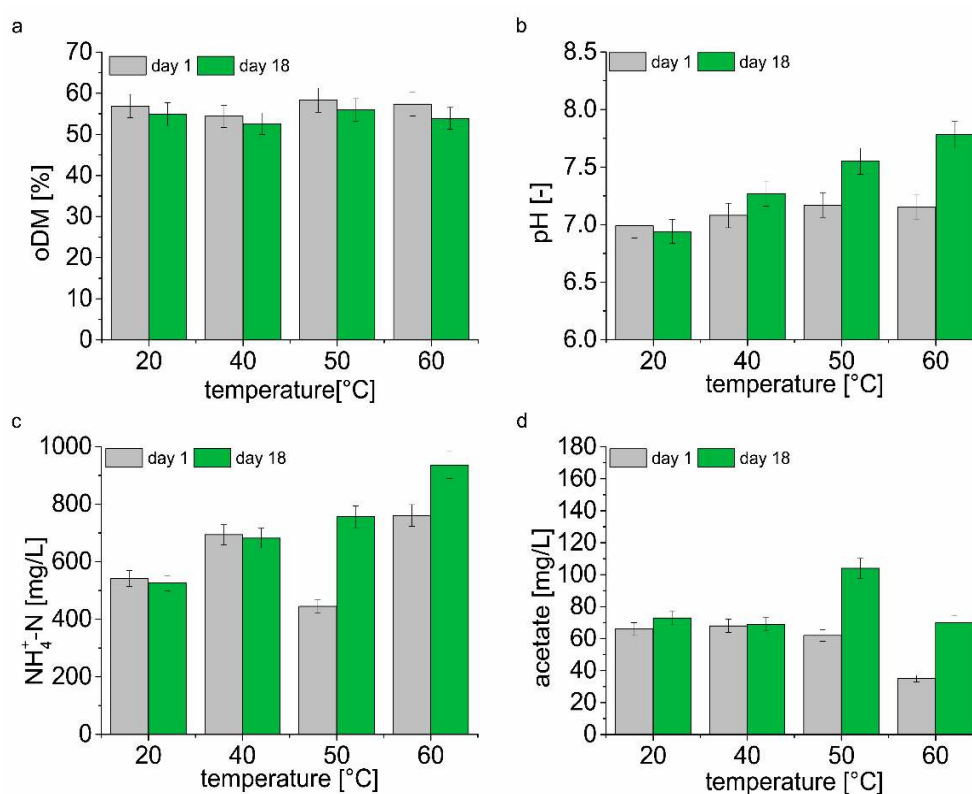 a
day 1 day 18
70
60
50
40
30
20
10
0
oDM [%]
20 40 50 60
temperature[°C]
b
day 1 day 18
8.5
8.0
7.5
7.0
6.5
6.0
pH [-]
20 40 50 60
temperature [°C]
c
day 1 day 18
1000
800
600
400
200
0
NH₄⁺-N [mg/L]
20 40 50 60
temperature [°C]
d
day 1 day 18
180
160
140
120
100
80
60
40
20
0
acetate [mg/L]
20 40 50 60
temperature [°C]